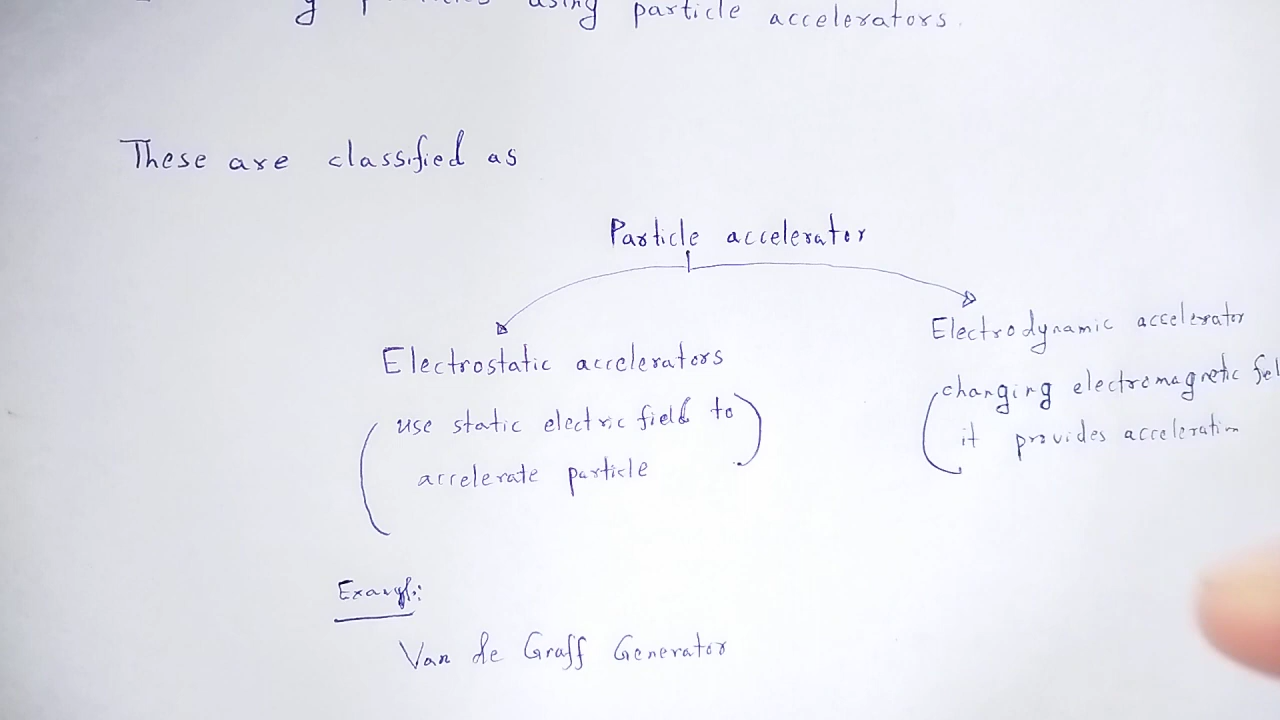 using particle accelerators.
These are classified as
Particle accelerator
Electrostatic accelerators
(use static electric field to
accelerate particle)
Electrodynamic accelerator
(changing electromagnetic
it provides acceleration
Example:
Van de Graff Generator